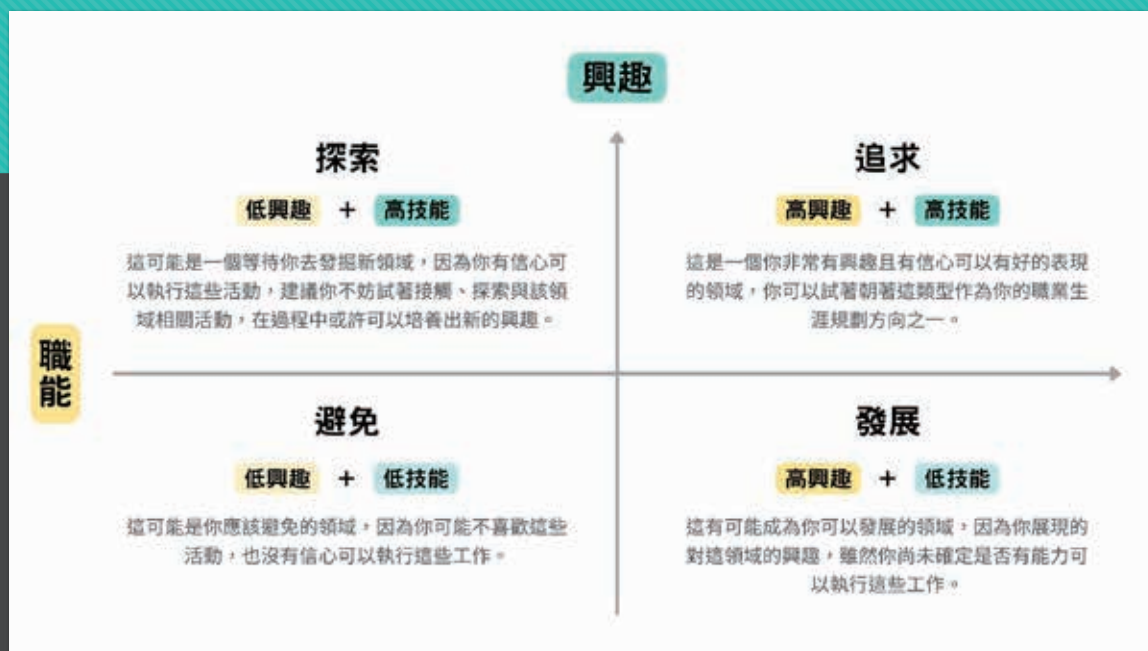 興趣
探索
低興趣 + 高技能
這可能是一個等待你去發掘新領域，因為你有信心可
以執行這些活動，建議你不妨試著接觸、探索與該領
域相關活動，在過程中或許可以培養出新的興趣。
追求
高興趣 + 高技能
這是一個你非常有興趣且有信心可以有好的表現
的領域，你可以試著朝著這類型作為你的職業生
涯規劃方向之一。
職能
避免
低興趣 + 低技能
這可能是你應該避免的領域，因為你可能不喜歡這些
活動，也沒有信心可以執行這些工作。
發展
高興趣 + 低技能
這有可能成為你可以發展的領域，因為你展現的
對這領域的興趣，雖然你尚未確定是否有能力可
以執行這些工作。